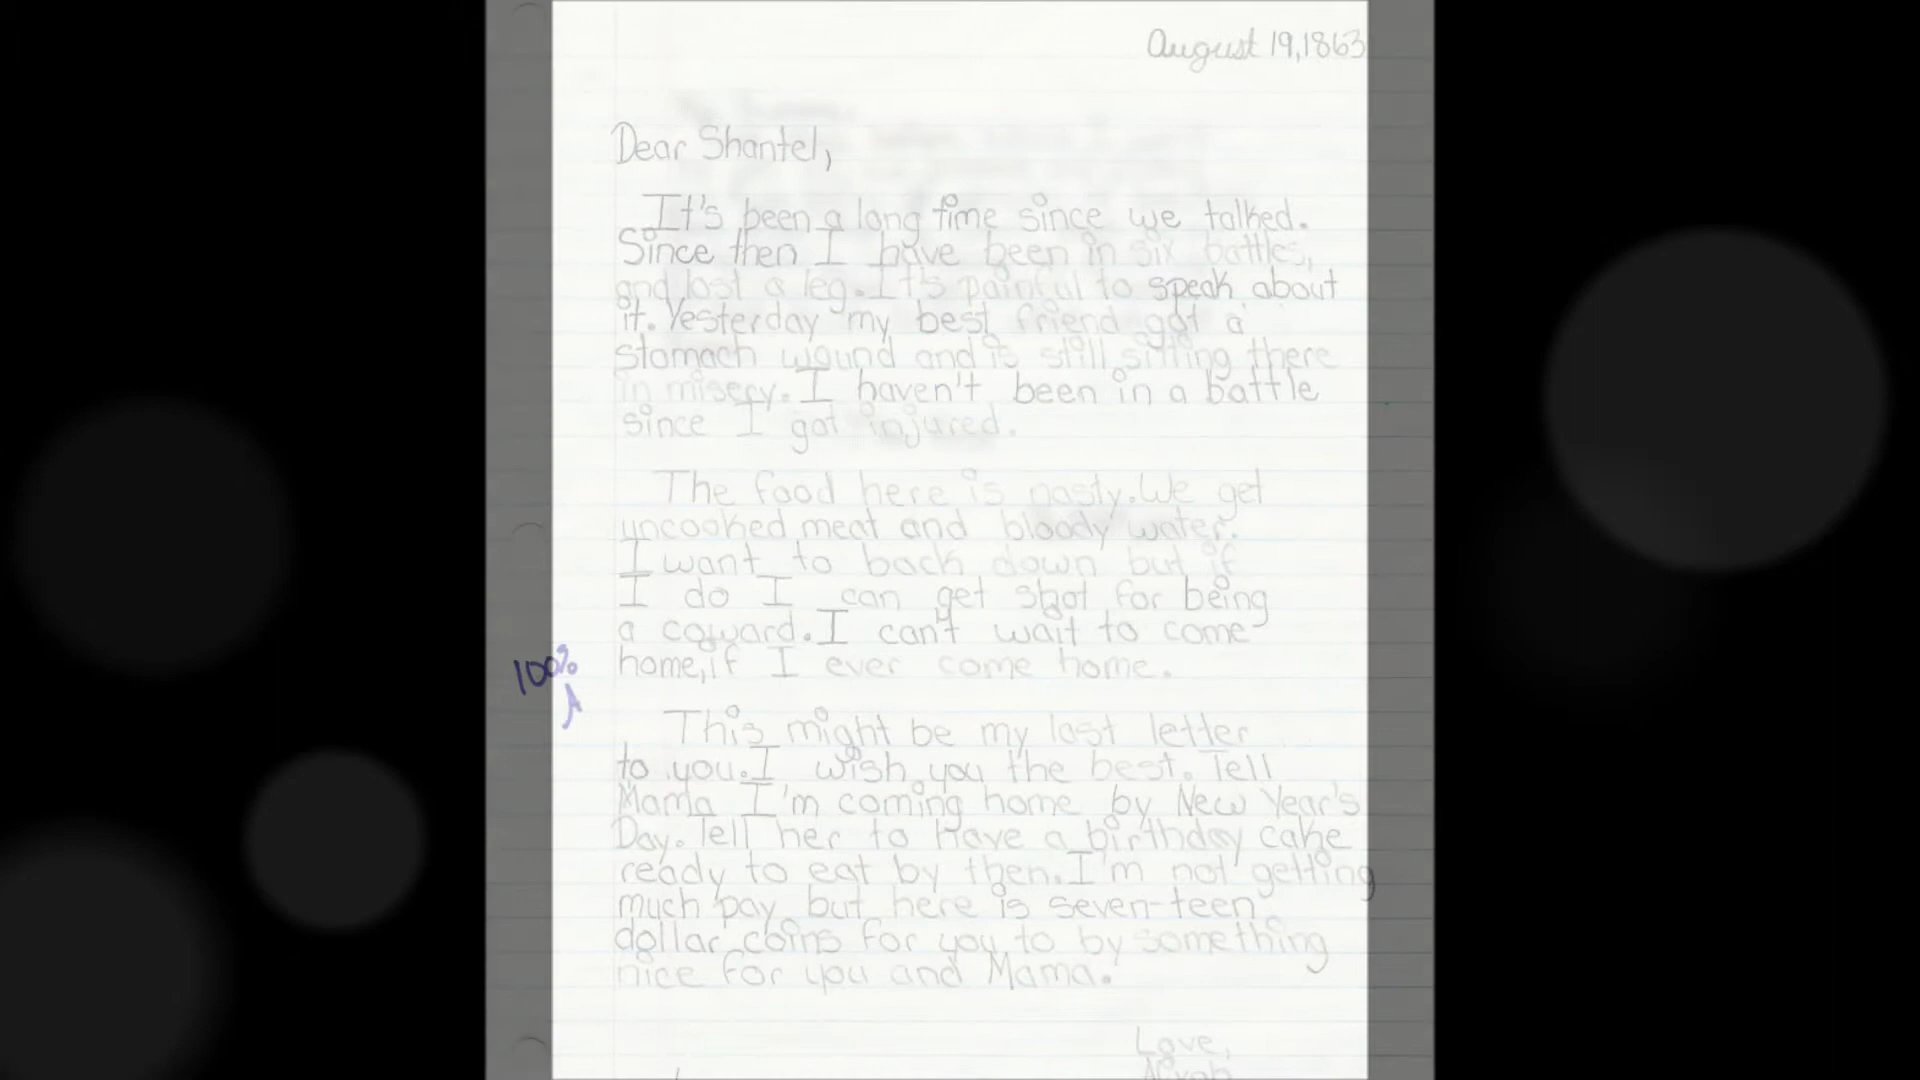 August 19, 1863
Dear Shantel,
It's been a long time since we talked.
Since then I have been in six battles,
and lost a leg. It's painful to speak about
it. Yesterday my best friend got a
stomach wound and is still sitting there
in misery. I haven't been in a battle
since I got injured.
The food here is nasty. We get
uncooked meat and bloody water.
I want to back down but if
I do I can get shot for being
a coward. I can't wait to come
home, if I ever come home.
100%
A
This might be my last letter
to you. I wish you the best. Tell
Mama I'm coming home by New Year's
Day. Tell her to have a birthday cake
ready to eat by then. I'm not getting
much pay but here is seven-teen
dollar coins for you to by something
nice for you and Mama.
Love,